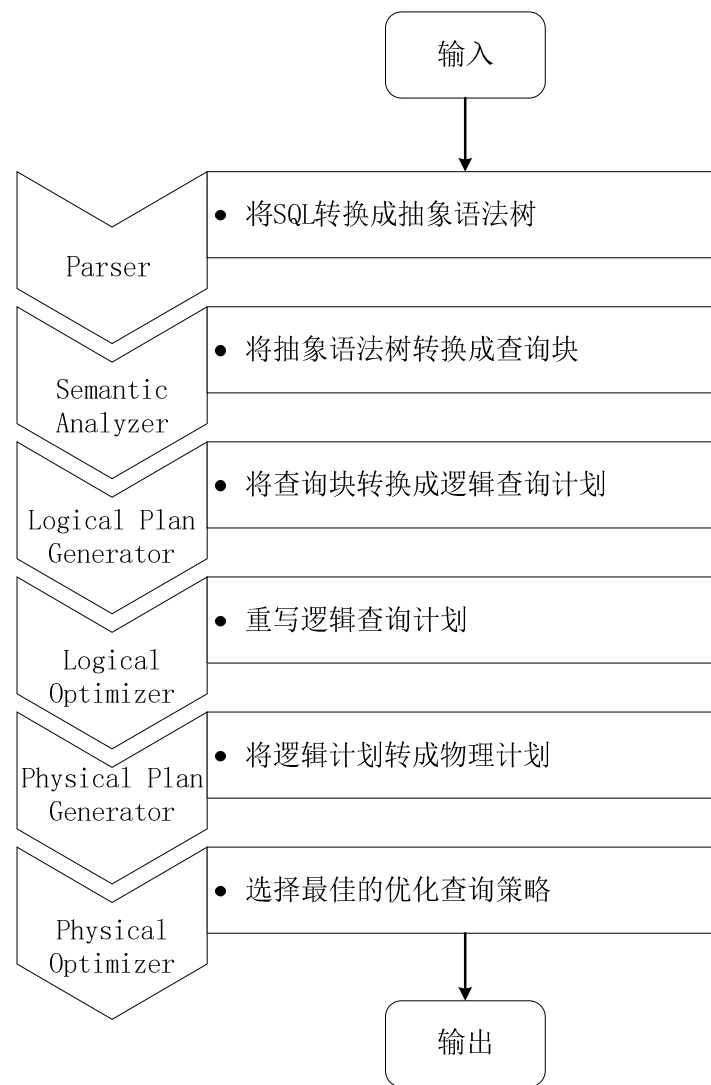 输入
Parser
• 将SQL转换成抽象语法树
Semantic
Analyzer
• 将抽象语法树转换成查询块
Logical Plan
Generator
• 将查询块转换成逻辑查询计划
Logical
Optimizer
• 重写逻辑查询计划
Physical Plan
Generator
• 将逻辑计划转成物理计划
Physical
Optimizer
• 选择最佳的优化查询策略
输出